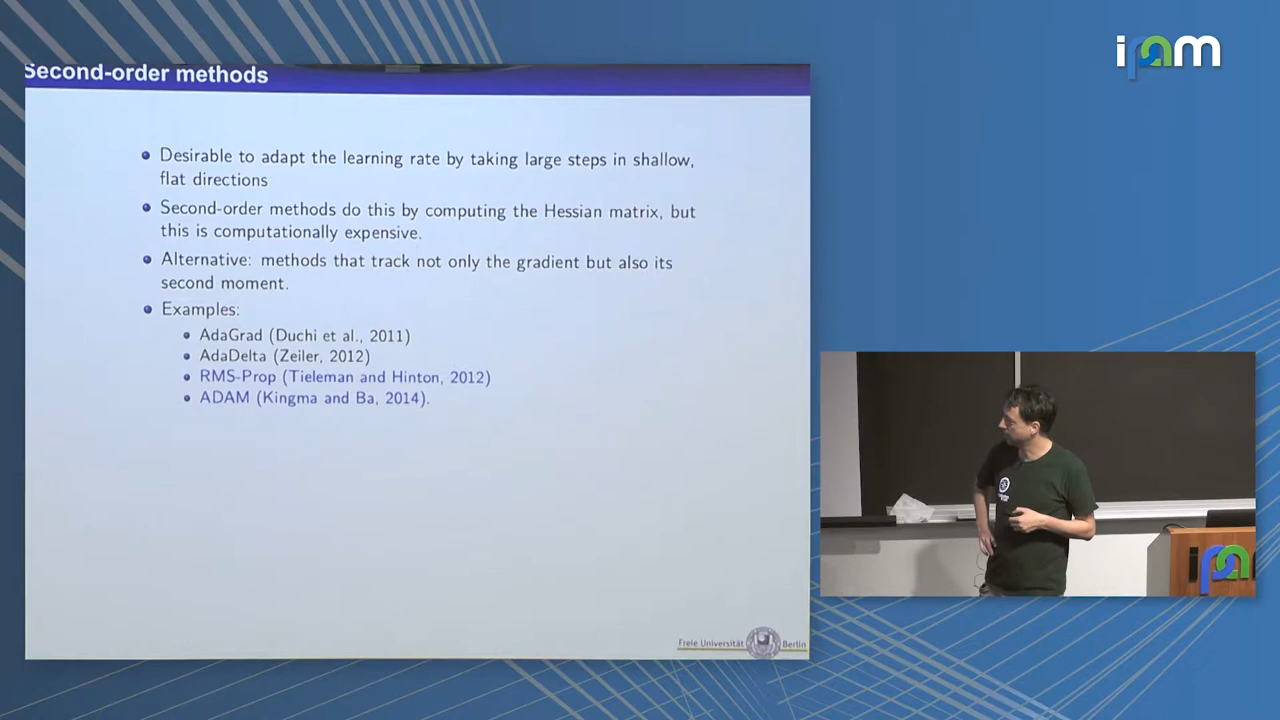 ipam
Second-order methods
Desirable to adapt the learning rate by taking large steps in shallow,
flat directions
Second-order methods do this by computing the Hessian matrix, but
this is computationally expensive.
Alternative: methods that track not only the gradient but also its
second moment.
Examples:
AdaGrad (Duchi et al., 2011)
AdaDelta (Zeiler, 2012)
RMS-Prop (Tieleman and Hinton, 2012)
ADAM (Kingma and Ba, 2014).
Freie Universität Berlin